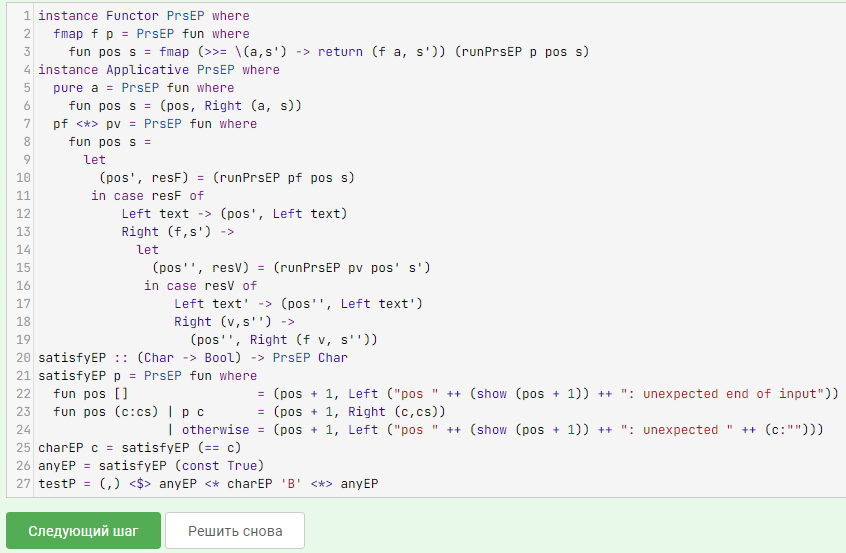 1 instance Functor PrsEP where
2   fmap f p = PrsEP fun where
3     fun pos s = fmap (>>= \(a,s') -> return (f a, s')) (runPrsEP p pos s)
4 instance Applicative PrsEP where
5   pure a = PrsEP fun where
6     fun pos s = (pos, Right (a, s))
7   pf <*> pv = PrsEP fun where
8     fun pos s =
9       let
10         (pos', resF) = (runPrsEP pf pos s)
11        in case resF of
12            Left text -> (pos', Left text)
13            Right (f,s') ->
14              let
15                (pos'', resV) = (runPrsEP pv pos' s')
16               in case resV of
17                   Left text' -> (pos'', Left text')
18                   Right (v,s'') ->
19                     (pos'', Right (f v, s''))
20 satisfyEP :: (Char -> Bool) -> PrsEP Char
21 satisfyEP p = PrsEP fun where
22   fun pos []                 = (pos + 1, Left ("pos " ++ (show (pos + 1)) ++ ": unexpected end of input"))
23   fun pos (c:cs) | p c       = (pos + 1, Right (c,cs))
24                  | otherwise = (pos + 1, Left ("pos " ++ (show (pos + 1)) ++ ": unexpected " ++ (c:"")))
25 charEP c = satisfyEP (== c)
26 anyEP = satisfyEP (const True)
27 testP = (,) <$> anyEP <* charEP 'B' <*> anyEP
Следующий шаг
Решить снова